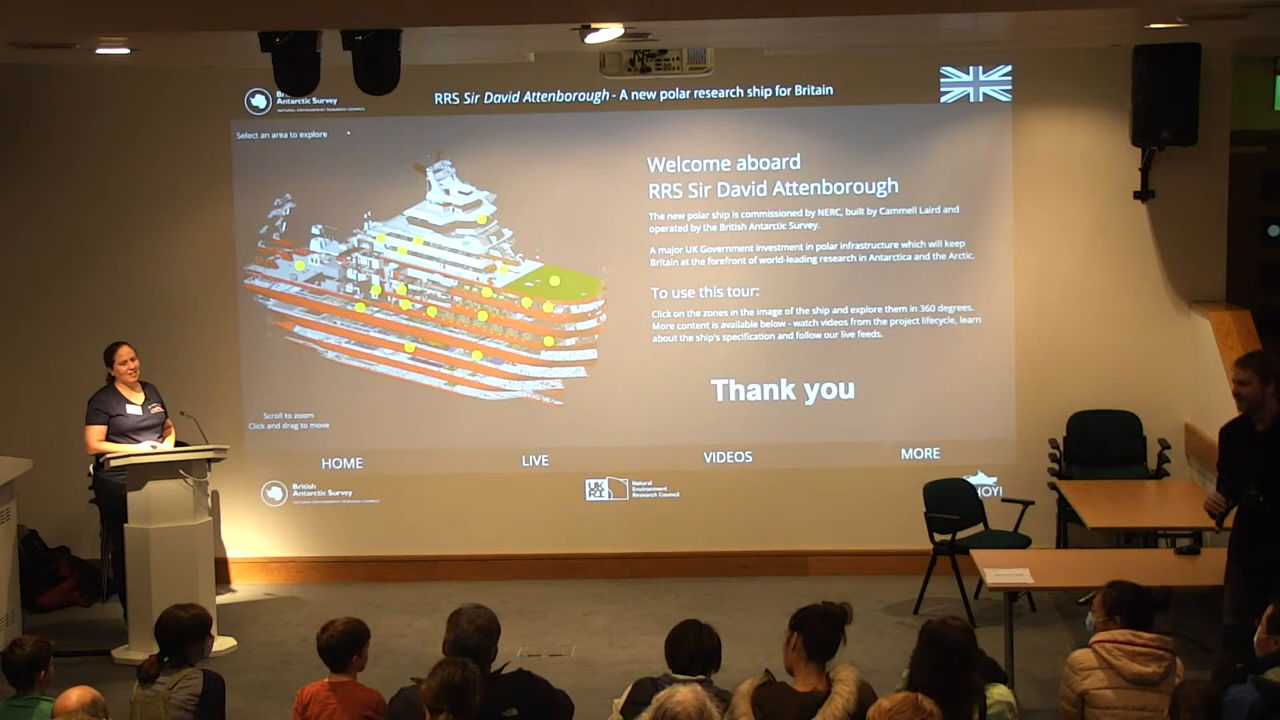 Antarctic Survey
RRS Sir David Attenborough - A new polar research ship for Britain
Select an area to explore
Welcome aboard
RRS Sir David Attenborough
The new polar ship is commissioned by NERC, built by Cammell Laird and
operated by the British Antarctic Survey.
A major UK Government investment in polar infrastructure which will keep
Britain at the forefront of world-leading research in Antarctica and the Arctic.
To use this tour:
Click on the zones in the image of the ship and explore them in 360 degrees.
More content is available below - watch videos from the project lifecycle, learn
about the ship's specification and follow our live feeds.
Thank you
Scroll to zoom
Click and drag to move
HOME
LIVE
VIDEOS
MORE
British
Antarctic Survey
NATURAL ENVIRONMENT RESEARCH COUNCIL
UK
RI
Natural
Environment
Research Council